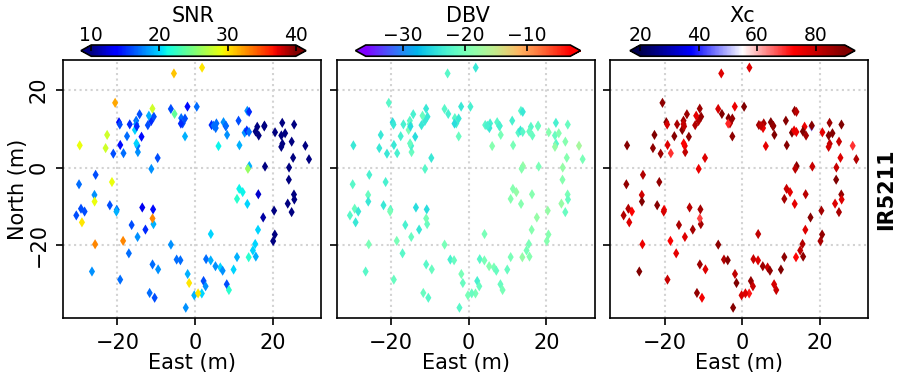 SNR DBV Xc
10 20 30 40 −30 −20 −10 20 40 60 80
20
0
−20
North (m)
IR5211
−20 0 20 −20 0 20 −20 0 20
East (m) East (m) East (m)